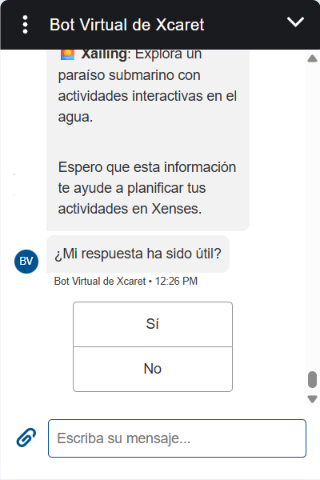 Bot Virtual de Xcaret
Xailing: Explora un
paraíso submarino con
actividades interactivas en el
agua.
Espero que esta información
te ayude a planificar tus
actividades en Xenses.
¿Mi respuesta ha sido útil?
BV
Bot Virtual de Xcaret • 12:26 PM
Sí
No
Escriba su mensaje...